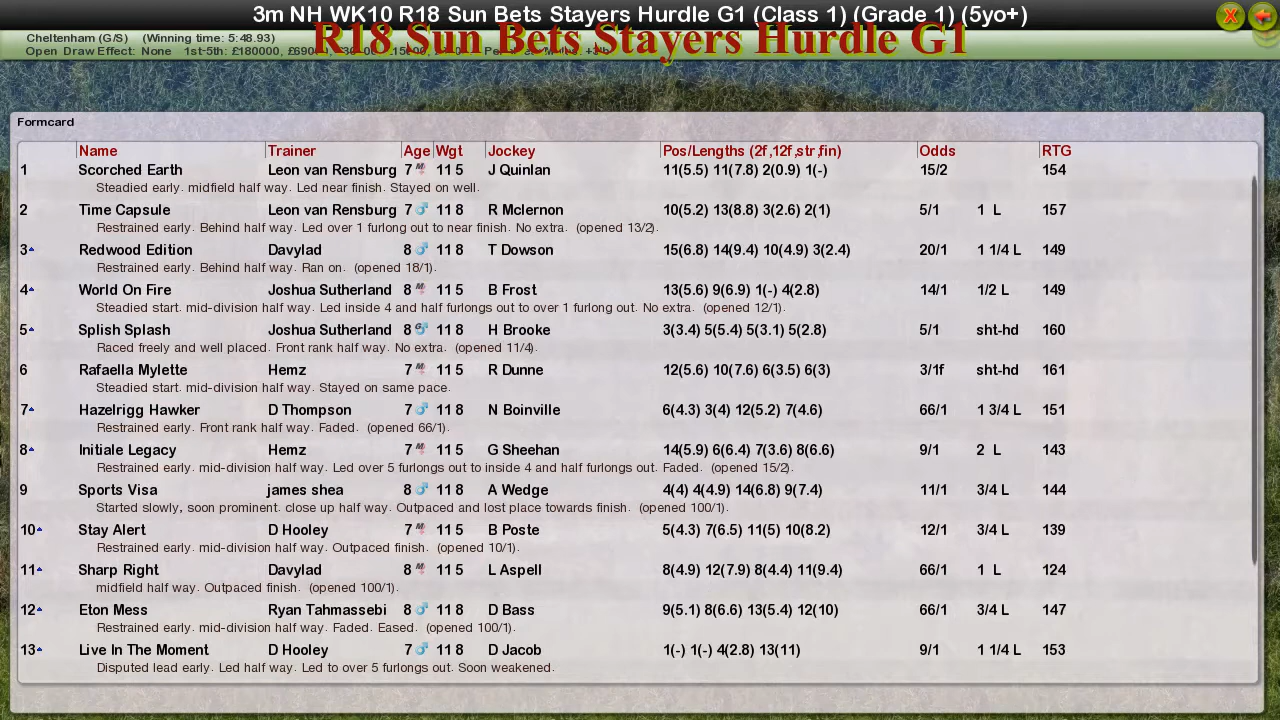 3m NH WK10 R18 Sun Bets Stayers Hurdle G1 (Class 1) (Grade 1) (5yo+)
R18 Sun Bets Stayers Hurdle G1
Cheltenham (G/S) (Winning time: 5'48.93)
Open Draw Effect: None 1st-5th: £180000,
Formcard
Name Trainer Age Wgt Jockey Pos/Lengths (2f,12f,str,fin) Odds RTG
1 Scorched Earth Leon van Rensburg 7 11 5 J Quinlan 11(5.5) 11(7.8) 2(0.9) 1(-) 15/2 154
Steadied early. midfield half way. Led near finish. Stayed on well.
2 Time Capsule Leon van Rensburg 7 11 8 R Mclernon 10(5.2) 13(8.8) 3(2.6) 2(1) 5/1 1 L 157
Restrained early. Behind half way. Led over 1 furlong out to near finish. No extra. (opened 13/2).
3 Redwood Edition Davylad 8 11 8 T Dowson 15(6.8) 14(9.4) 10(4.9) 3(2.4) 20/1 1 1/4 L 149
Restrained early. Behind half way. Ran on. (opened 18/1).
4 World On Fire Joshua Sutherland 8 11 5 B Frost 13(5.6) 9(6.9) 1(-) 4(2.8) 14/1 1/2 L 149
Steadied start. mid-division half way. Led inside 4 and half furlongs out to over 1 furlong out. No extra. (opened 12/1).
5 Splish Splash Joshua Sutherland 8 11 8 H Brooke 3(3.4) 5(5.4) 5(3.1) 5(2.8) 5/1 sht-hd 160
Raced freely and well placed. Front rank half way. No extra. (opened 11/4).
6 Rafaella Mylette Hemz 7 11 5 R Dunne 12(5.6) 10(7.6) 6(3.5) 6(3) 3/1f sht-hd 161
Steadied start. mid-division half way. Stayed on same pace.
7 Hazelrigg Hawker D Thompson 7 11 8 N Boinville 6(4.3) 3(4) 12(5.2) 7(4.6) 66/1 1 3/4 L 151
Restrained early. Front rank half way. Faded. (opened 66/1).
8 Initiale Legacy Hemz 7 11 5 G Sheehan 14(5.9) 6(6.4) 7(3.6) 8(6.6) 9/1 2 L 143
Restrained early. mid-division half way. Led over 5 furlongs out to inside 4 and half furlongs out. Faded. (opened 15/2).
9 Sports Visa james shea 8 11 8 A Wedge 4(4) 4(4.9) 14(6.8) 9(7.4) 11/1 3/4 L 144
Started slowly, soon prominent. close up half way. Outpaced and lost place towards finish. (opened 100/1).
10 Stay Alert D Hooley 7 11 5 B Poste 5(4.3) 7(6.5) 11(5) 10(8.2) 12/1 3/4 L 139
Restrained early. mid-division half way. Outpaced finish. (opened 10/1).
11 Sharp Right Davylad 8 11 5 L Aspell 8(4.9) 12(7.9) 8(4.4) 11(9.4) 66/1 1 L 124
midfield half way. Outpaced finish. (opened 100/1).
12 Eton Mess Ryan Tahmassebi 8 11 8 D Bass 9(5.1) 8(6.6) 13(5.4) 12(10) 66/1 3/4 L 147
Restrained early. mid-division half way. Faded. Eased. (opened 100/1).
13 Live In The Moment D Hooley 7 11 8 D Jacob 1(-) 1(-) 4(2.8) 13(11) 9/1 1 1/4 L 153
Disputed lead early. Led half way. Led to over 5 furlongs out. Soon weakened.